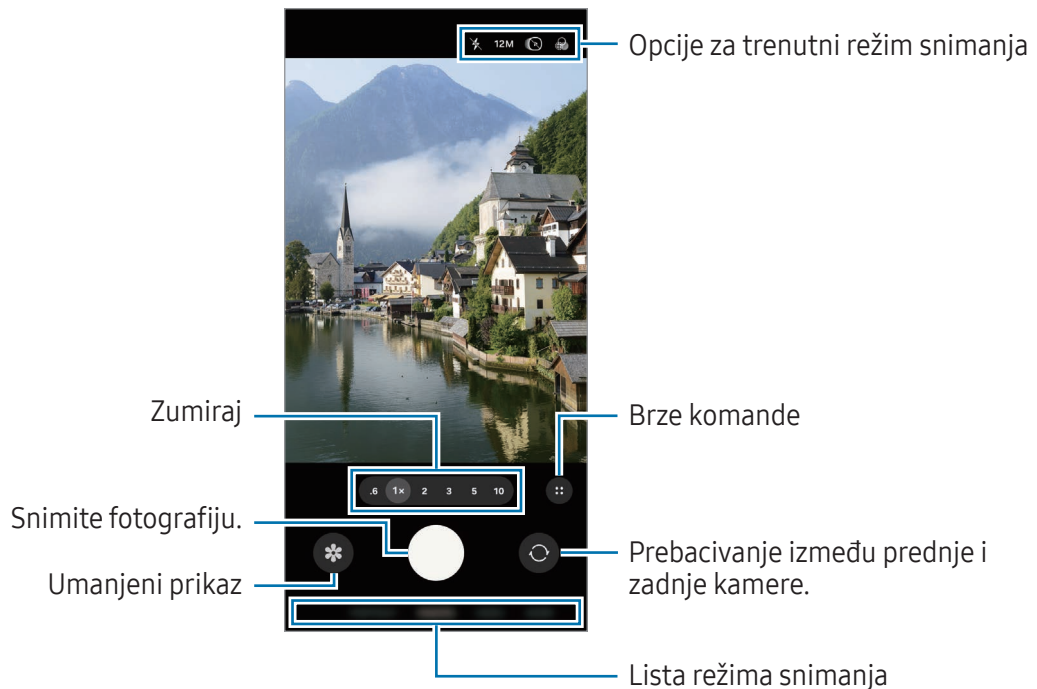 12M
Opcije za trenutni režim snimanja
Zumiraj
Brze komande
.6 1× 2 3 5 10
Snimite fotografiju.
Prebacivanje između prednje i
zadnje kamere.
Umanjeni prikaz
Lista režima snimanja